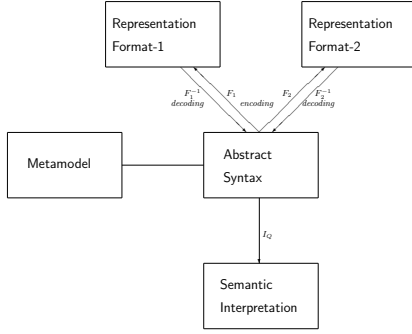 Representation
Format-1
Representation
Format-2
F₁⁻¹
decoding
F₁
encoding
F₂
F₂⁻¹
decoding
Metamodel
Abstract
Syntax
I_Q
Semantic
Interpretation